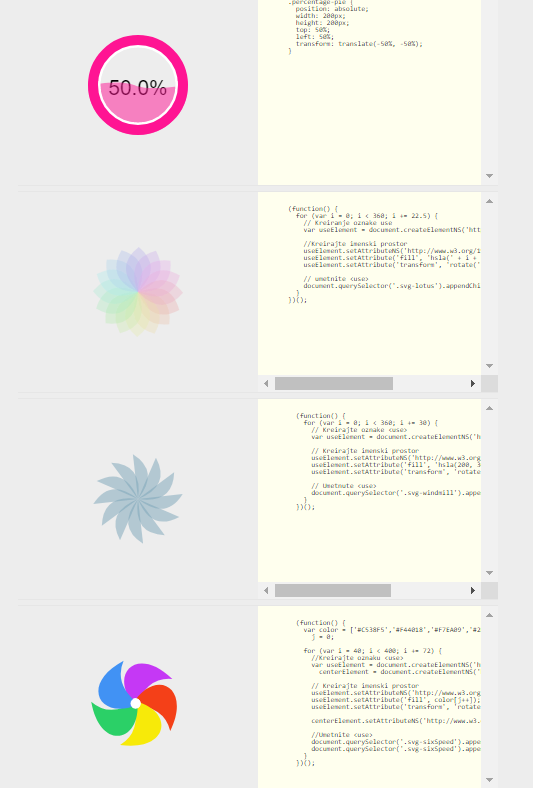 .percentage-pie {
position: absolute;
width: 200px;
height: 200px;
top: 50%;
left: 50%;
transform: translate(-50%, -50%);
}
50.0%
(function() {
for (var i = 0; i < 360; i += 22.5) {
// Kreiranje oznake use
var useElement = document.createElementNS('htt
//Kreirajte imenski prostor
useElement.setAttributeNS('http://www.w3.org/1
useElement.setAttribute('fill', 'hsla(' + i +
useElement.setAttribute('transform', 'rotate('
// umetnite <use>
document.querySelector('.svg-lotus').appendChi
}
})();
(function() {
for (var i = 0; i < 360; i += 30) {
// Kreirajte oznake <use>
var useElement = document.createElementNS('h
// Kreirajte imenski prostor
useElement.setAttributeNS('http://www.w3.org
useElement.setAttribute('fill', 'hsla(200, 3
useElement.setAttribute('transform', 'rotate
// Umetnute <use>
document.querySelector('.svg-windmill').appe
}
})();
(function() {
var color = ['#C538F5','#F44018','#F7EA09','#2
j = 0;
for (var i = 40; i < 400; i += 72) {
//Kreirajte oznaku <use>
var useElement = document.createElementNS('h
centerElement = document.createElementNS('
// Kreirajte imenski prostor
useElement.setAttributeNS('http://www.w3.org
useElement.setAttribute('fill', color[j++]);
useElement.setAttribute('transform', 'rotate
centerElement.setAttributeNS('http://www.w3.
//Umetnite <use>
document.querySelector('.svg-sixSpeed').appe
document.querySelector('.svg-sixSpeed').appe
}
})();